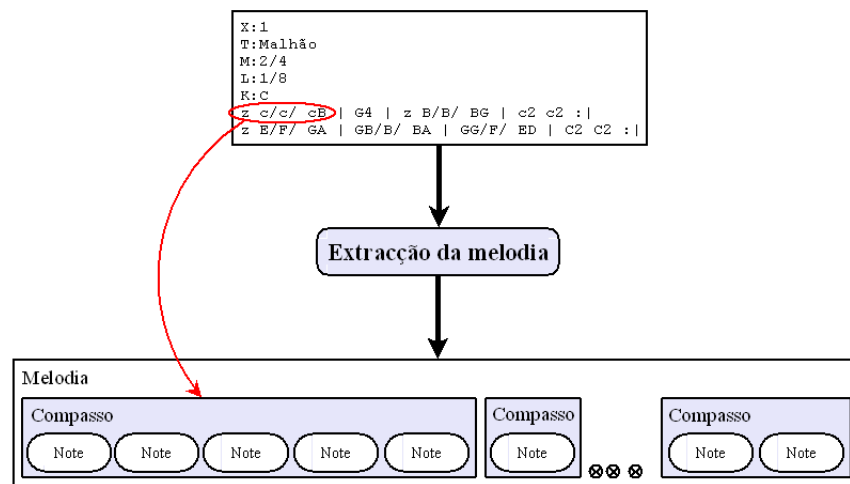 X:1
T:Malhão
M:2/4
L:1/8
K:C
z c/c/ cB | G4 | z B/B/ BG | c2 c2 :|
z E/F/ GA | GB/B/ BA | GG/F/ ED | C2 C2 :|
Extracção da melodia
Melodia
Compasso
Note Note Note Note Note
Compasso
Note
Compasso
Note Note